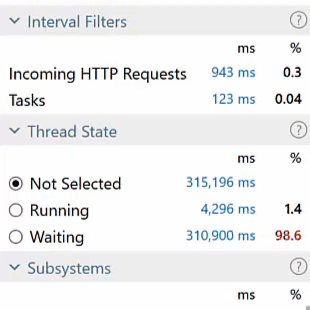 Interval Filters ?
ms %
Incoming HTTP Requests 943 ms 0.3
Tasks 123 ms 0.04
Thread State ?
ms %
Not Selected 315,196 ms
Running 4,296 ms 1.4
Waiting 310,900 ms 98.6
Subsystems ?
ms %